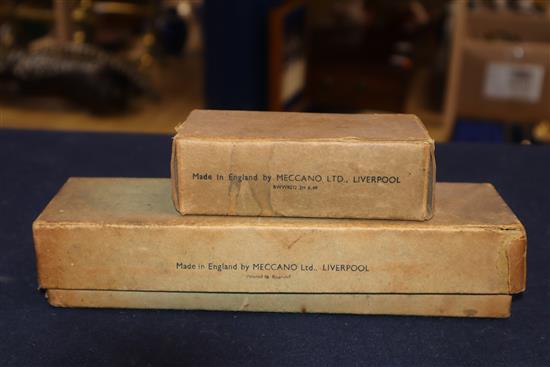 Made in England by MECCANO LTD., LIVERPOOL
Made in England by MECCANO Ltd., LIVERPOOL